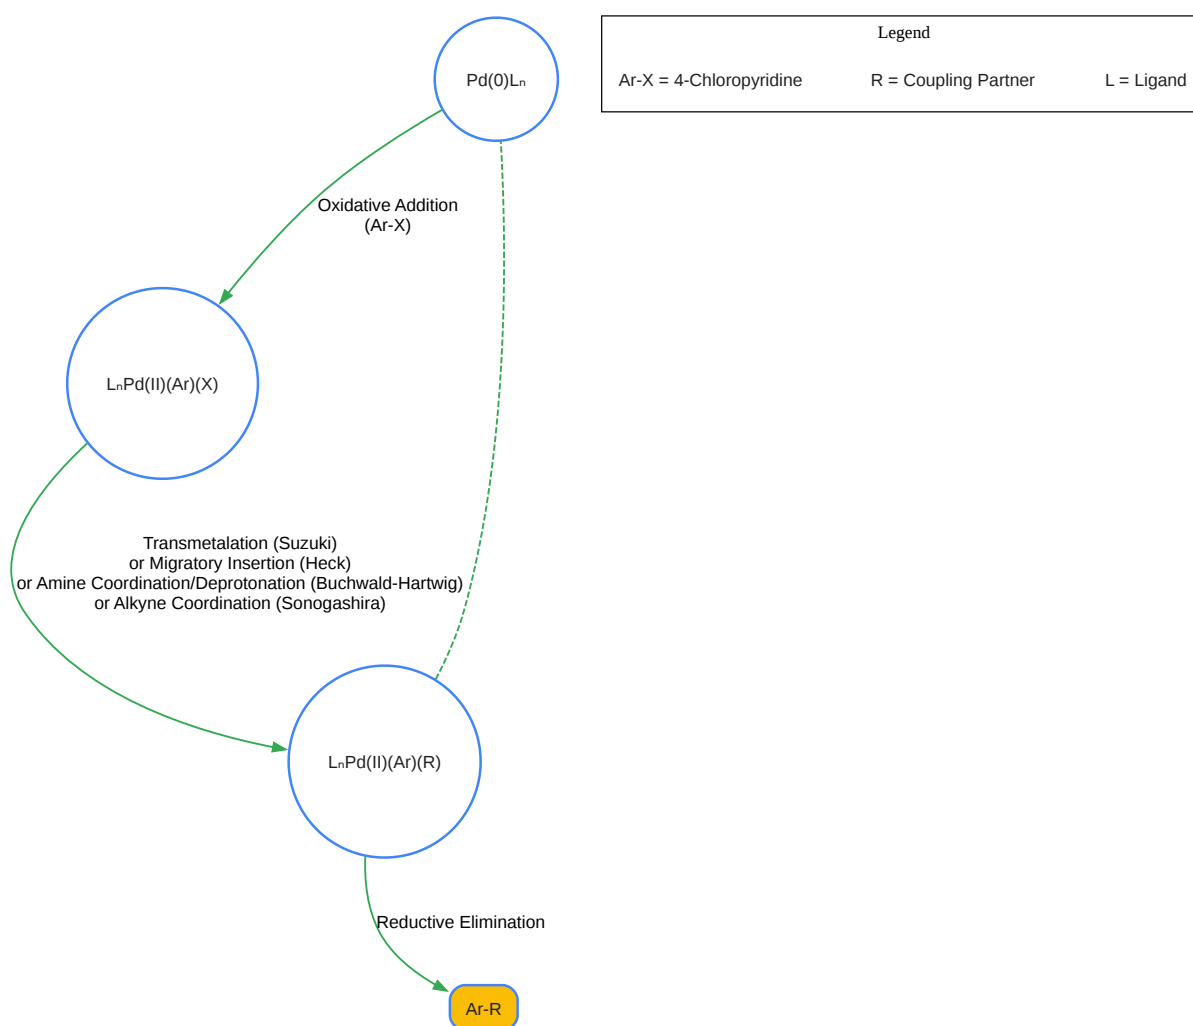 Pd(0)Lₙ
Legend
Ar-X = 4-Chloropyridine
R = Coupling Partner
L = Ligand
Oxidative Addition
(Ar-X)
LₙPd(II)(Ar)(X)
Transmetalation (Suzuki)
or Migratory Insertion (Heck)
or Amine Coordination/Deprotonation (Buchwald-Hartwig)
or Alkyne Coordination (Sonogashira)
LₙPd(II)(Ar)(R)
Reductive Elimination
Ar-R